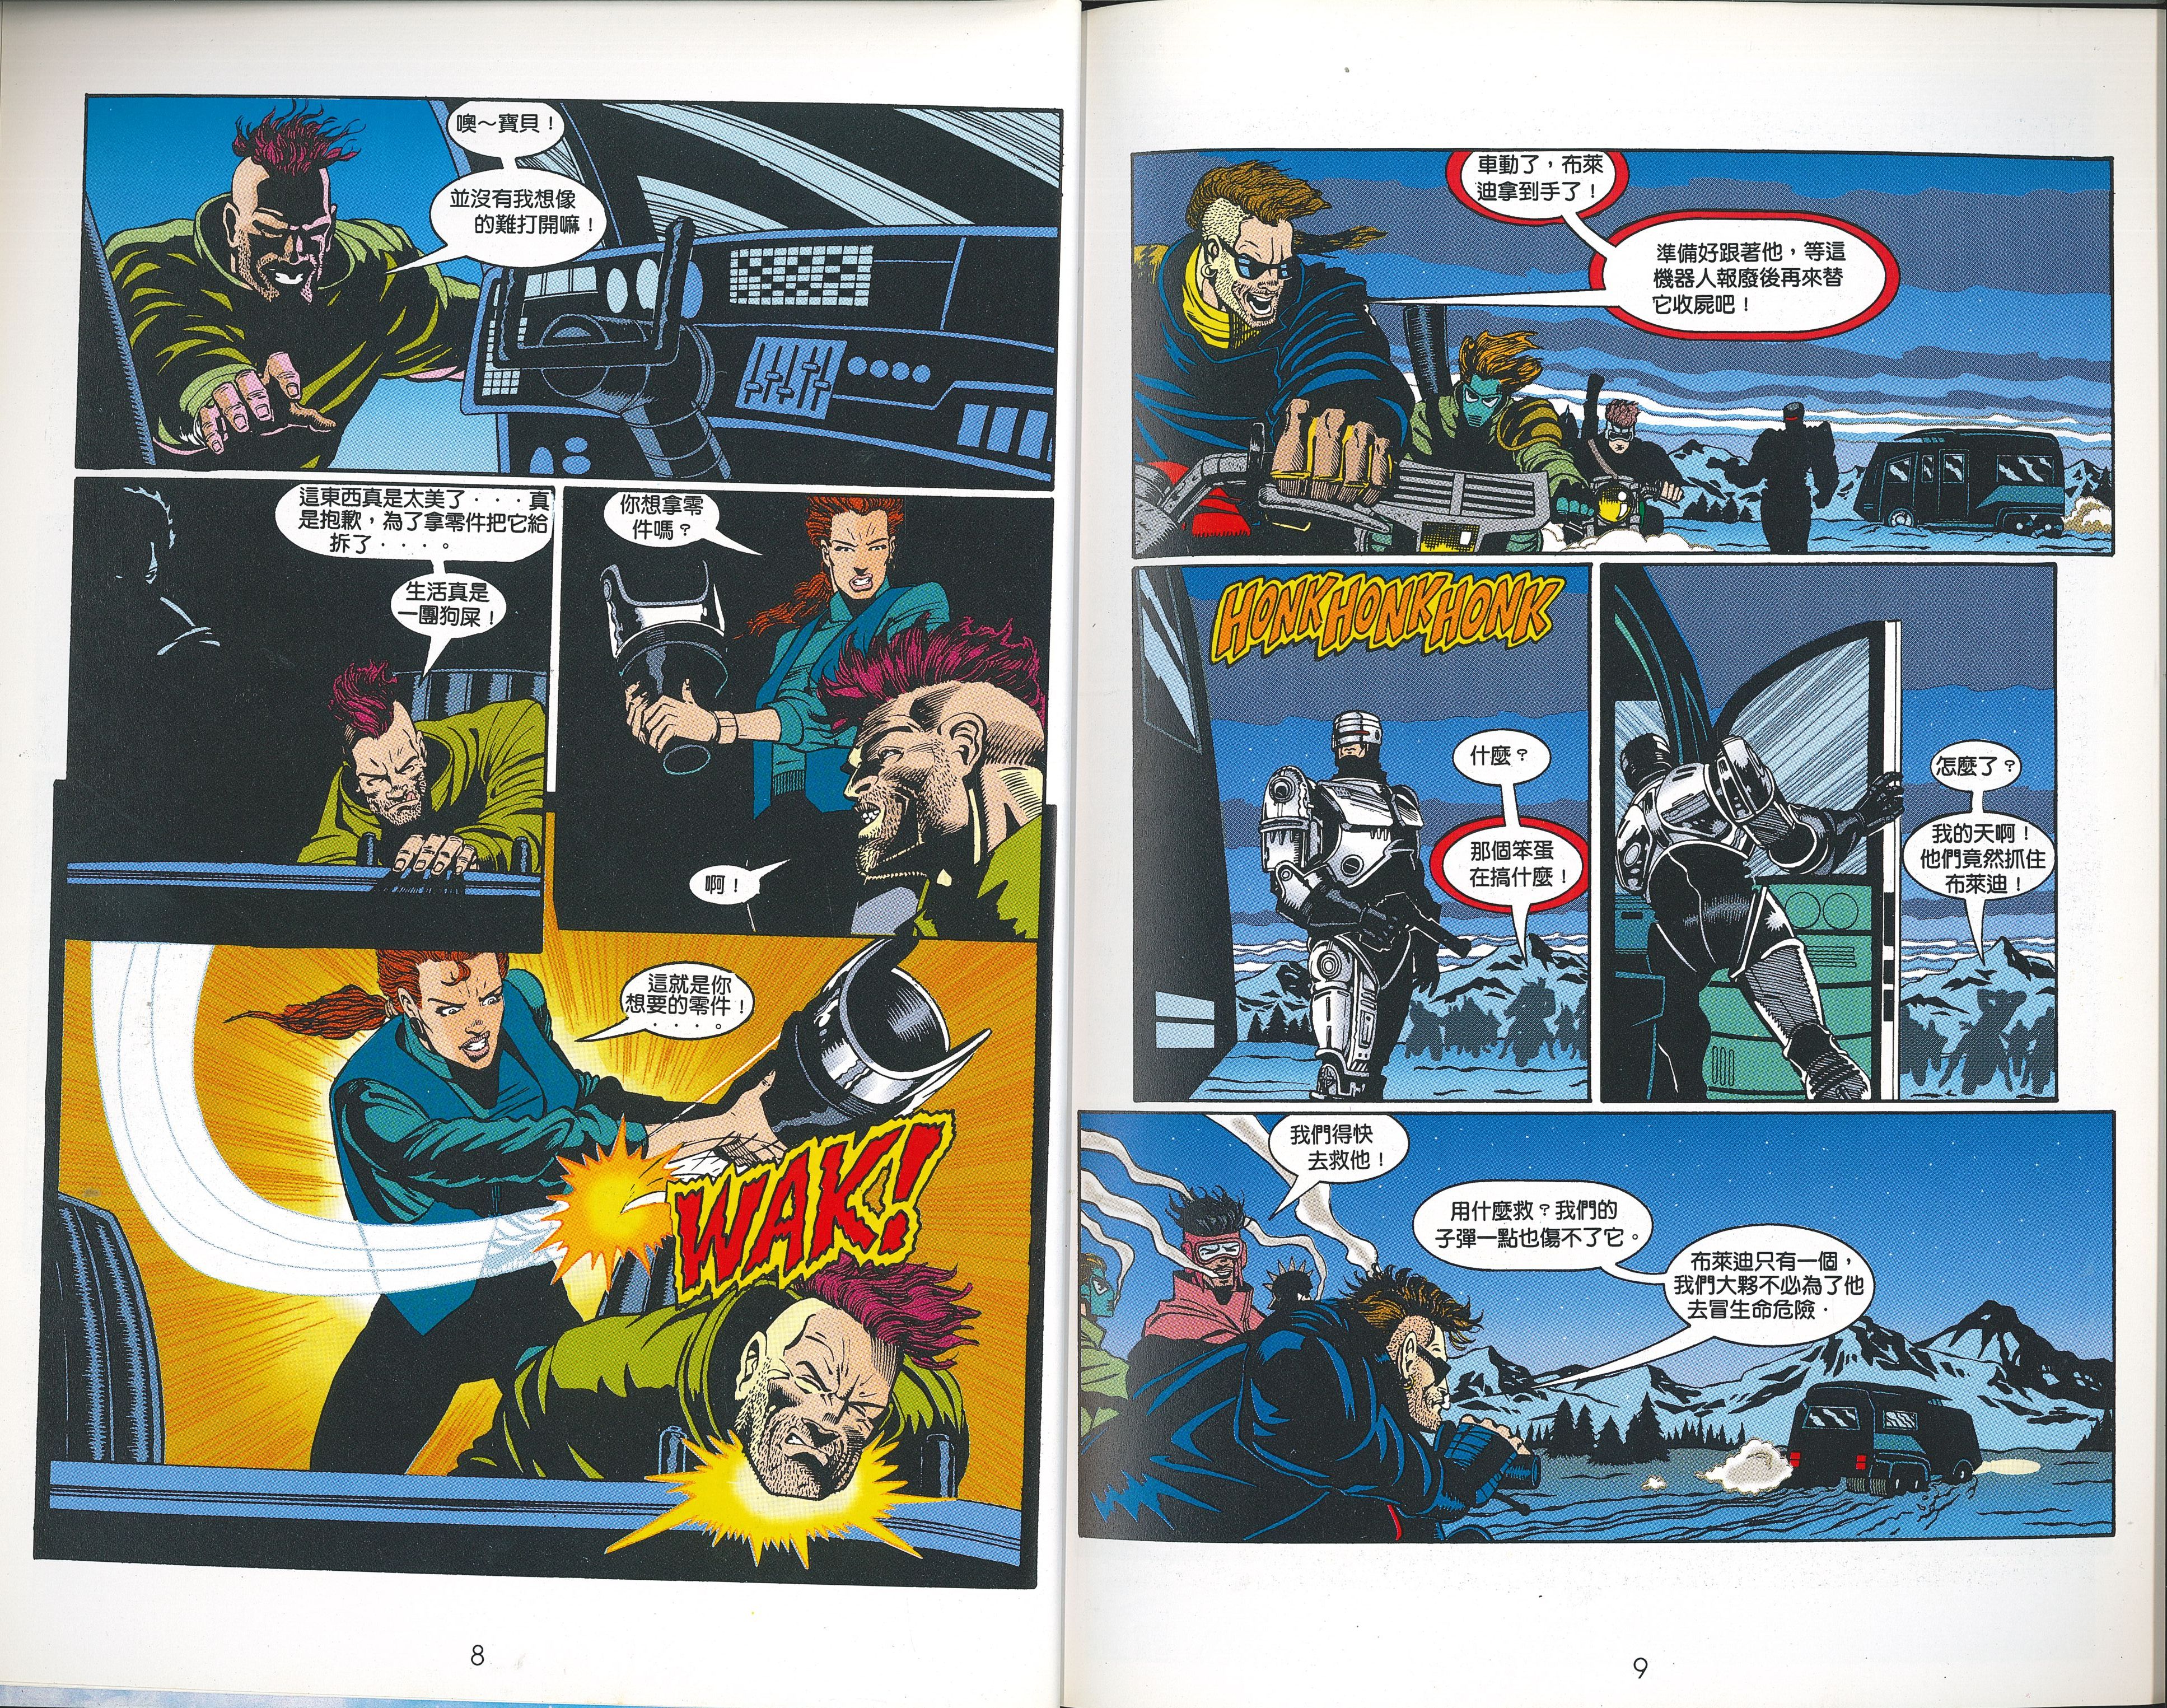 噢～寶貝！
並沒有我想像
的難打開嘛！
這東西真是太美了．．．真
是抱歉，為了拿零件把它給
拆了．．．。
生活真是
一團狗屎！
你想拿零
件嗎？
啊！
這就是你
想要的零件！
．．．。
WAK!
8
車動了，布萊
迪拿到手了！
準備好跟著他，等這
機器人報廢後再來替
它收屍吧！
HONK HONK HONK
什麼？
那個笨蛋
在搞什麼！
怎麼了？
我的天啊！
他們竟然抓住
布萊迪！
我們得快
去救他！
用什麼救？我們的
子彈一點也傷不了它。
布萊迪只有一個，
我們大夥不必為了他
去冒生命危險．
9